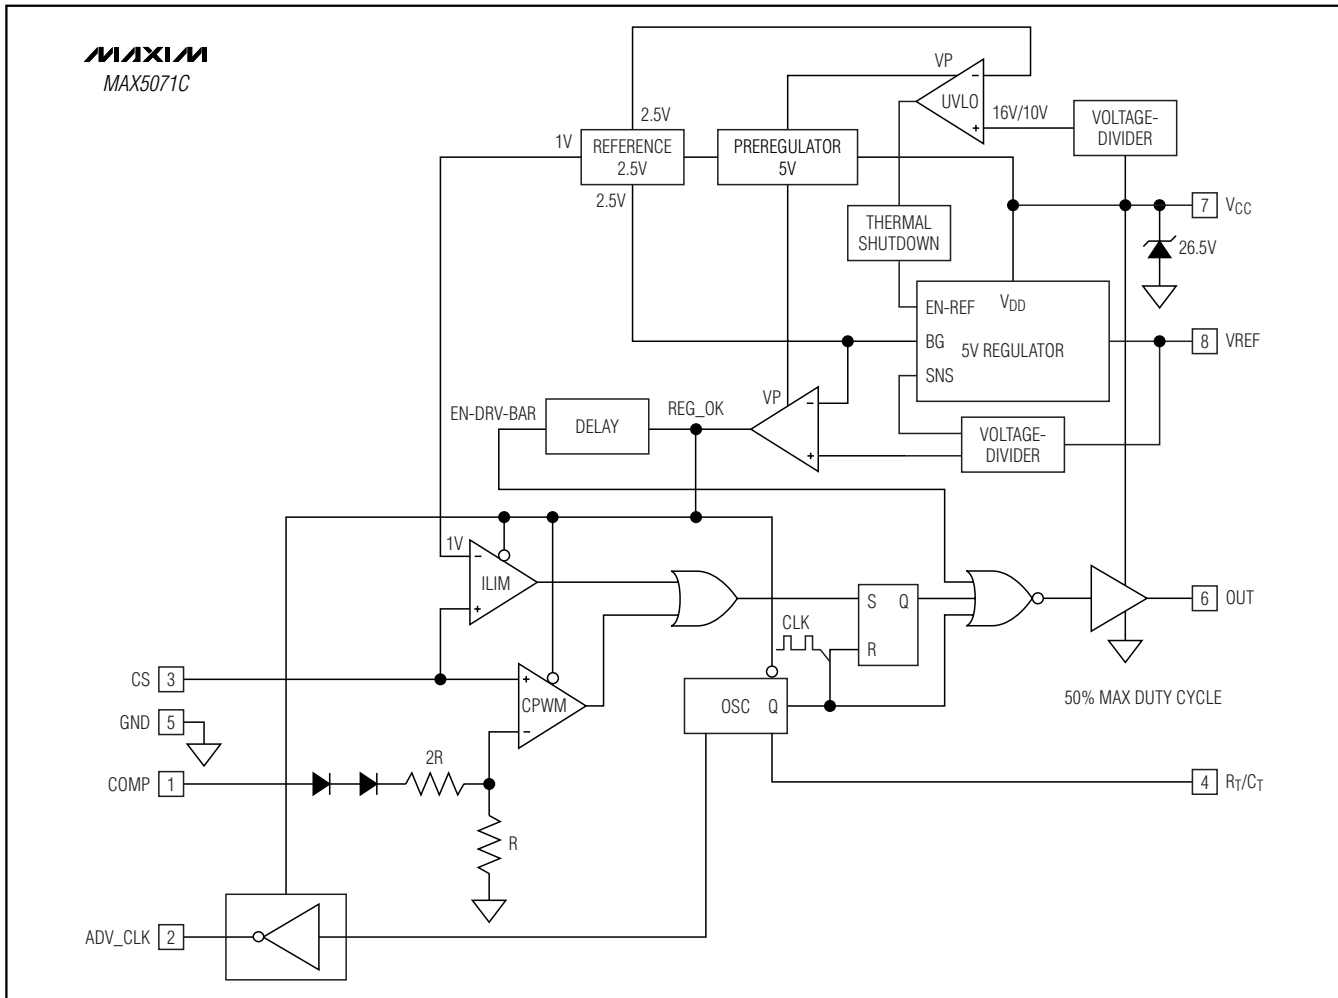 MAXIM
MAX5071C
VP
-
UVLO
+
16V/10V
VOLTAGE-
DIVIDER
2.5V
1V
REFERENCE
2.5V
PREREGULATOR
5V
2.5V
THERMAL
SHUTDOWN
7
VCC
26.5V
EN-REF
VDD
BG
5V REGULATOR
SNS
8
VREF
VP
-
+
EN-DRV-BAR
DELAY
REG_OK
VOLTAGE-
DIVIDER
1V
-
ILIM
+
S
Q
R
CLK
6
OUT
CS
3
+
CPWM
-
OSC
Q
50% MAX DUTY CYCLE
GND
5
2R
COMP
1
4
RT/CT
R
ADV_CLK
2